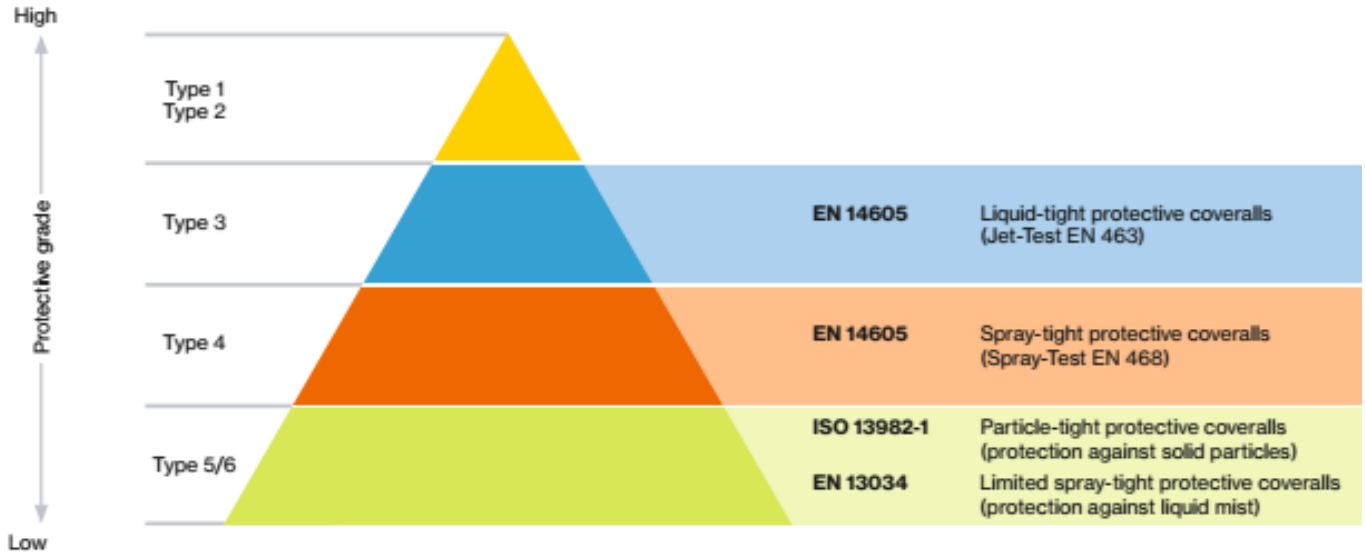 High
Protective grade
Type 1
Type 2
Type 3
EN 14605
Liquid-tight protective coveralls
(Jet-Test EN 463)
Type 4
EN 14605
Spray-tight protective coveralls
(Spray-Test EN 468)
Type 5/6
ISO 13982-1
Particle-tight protective coveralls
(protection against solid particles)
EN 13034
Limited spray-tight protective coveralls
(protection against liquid mist)
Low